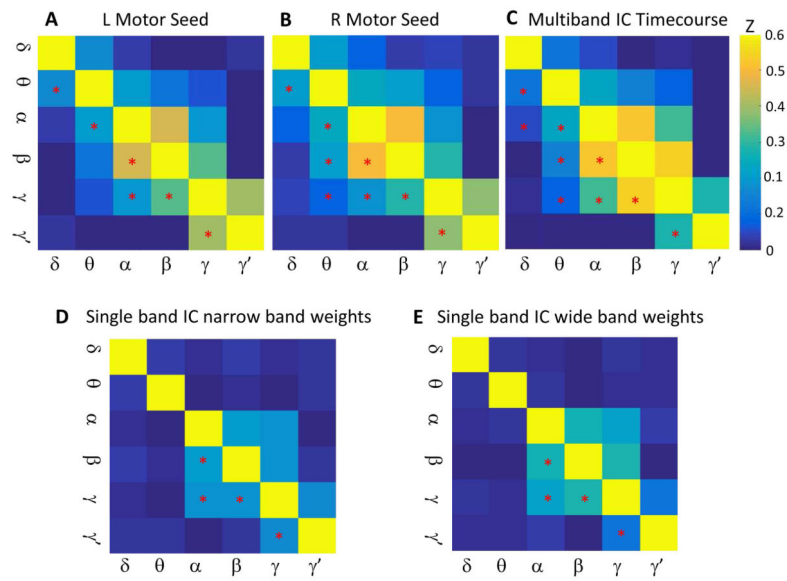 A L Motor Seed
B R Motor Seed
C Multiband IC Timecourse
Z
δ
θ
α
β
γ
γ'
0.6
0.5
0.4
0.3
0.2
0.2
0
* * * * * *
* * * * * * * *
* * * * * * * * *
δ θ α β γ γ'
δ θ α β γ γ'
δ θ α β γ γ'
D Single band IC narrow band weights
E Single band IC wide band weights
δ
θ
α
β
γ
γ'
* * * *
δ
θ
α
β
γ
γ'
* * * *
δ θ α β γ γ'
δ θ α β γ γ'